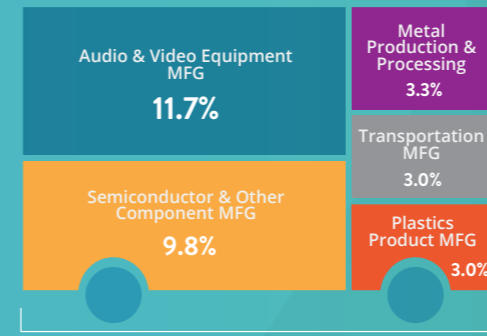 Audio & Video Equipment
MFG
11.7%
Semiconductor & Other
Component MFG
9.8%
Metal
Production &
Processing
3.3%
Transportation
MFG
3.0%
Plastics
Product MFG
3.0%